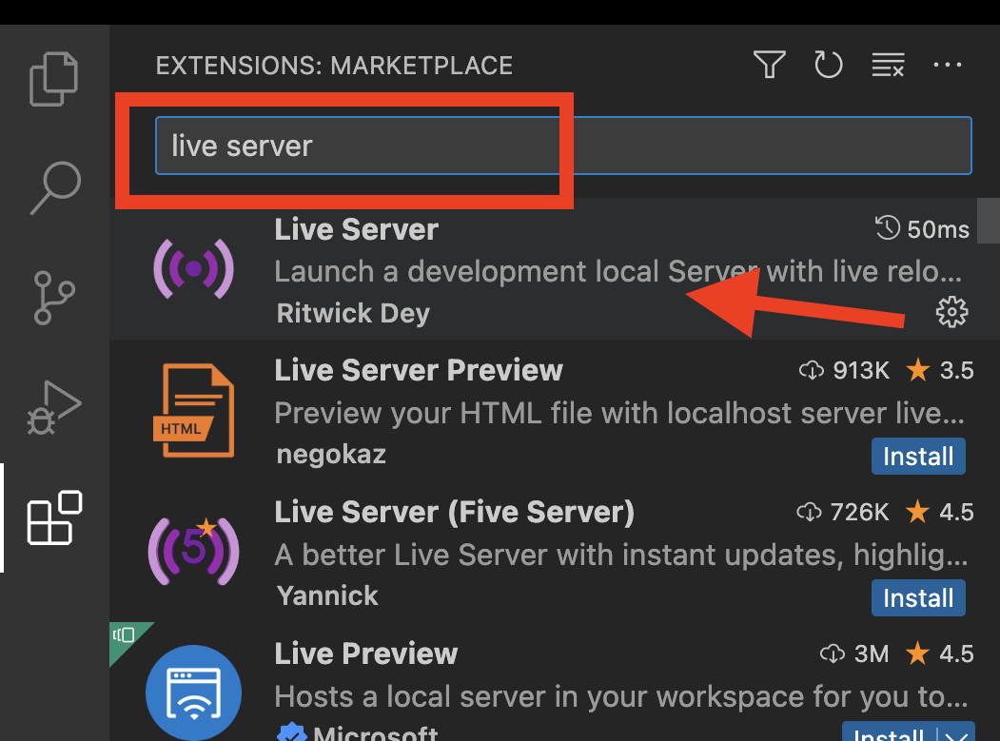 EXTENSIONS: MARKETPLACE
live server
Live Server
50ms
Launch a development local Server with live relo...
Ritwick Dey
HTML
Live Server Preview
913K 3.5
Preview your HTML file with localhost server live...
negokaz
Install
5
Live Server (Five Server)
726K 4.5
A better Live Server with instant updates, highlig...
Yannick
Install
Live Preview
3M 4.5
Hosts a local server in your workspace for you to...
Microsoft
Install